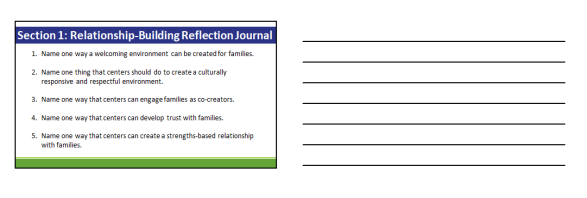 Section 1: Relationship-Building Reflection Journal
1. Name one way a welcoming environment can be created for families.
2. Name one thing that centers should do to create a culturally
responsive and respectful environment.
3. Name one way that centers can engage families as co-creators.
4. Name one way that centers can develop trust with families.
5. Name one way that centers can create a strengths-based relationship
with families.